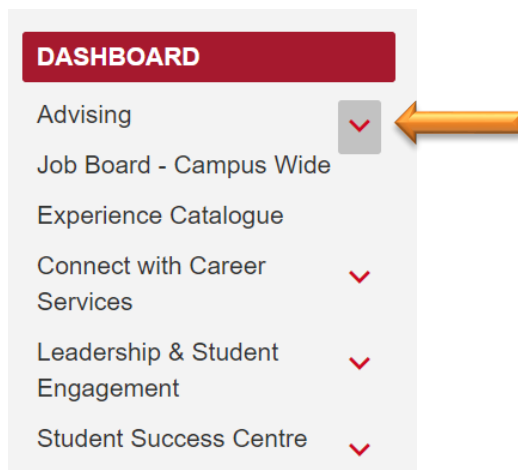 DASHBOARD
Advising
Job Board - Campus Wide
Experience Catalogue
Connect with Career
Services
Leadership & Student
Engagement
Student Success Centre